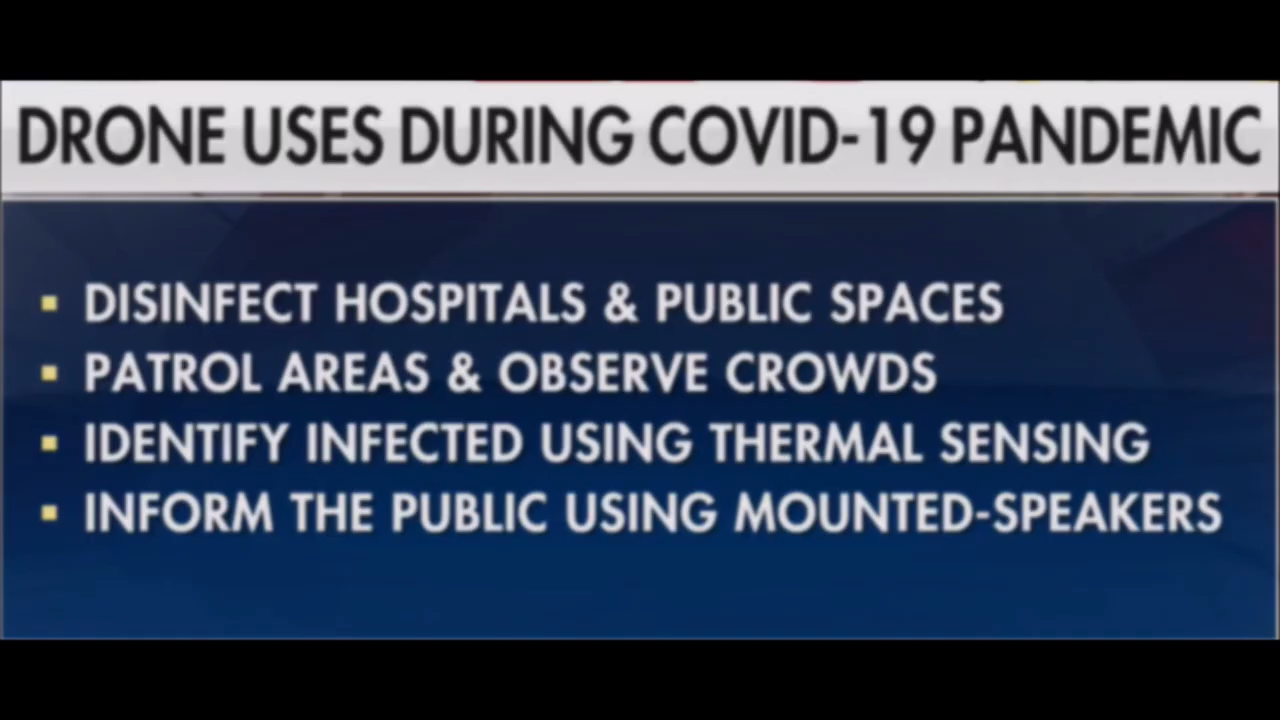 DRONE USES DURING COVID-19 PANDEMIC
▪ DISINFECT HOSPITALS & PUBLIC SPACES
▪ PATROL AREAS & OBSERVE CROWDS
▪ IDENTIFY INFECTED USING THERMAL SENSING
▪ INFORM THE PUBLIC USING MOUNTED-SPEAKERS